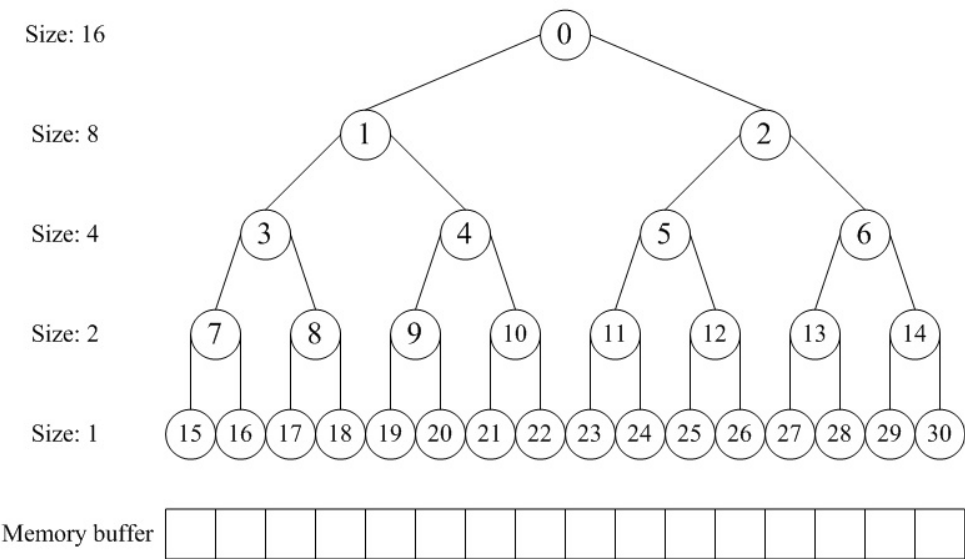 Size: 16 0
Size: 8 1 2
Size: 4 3 4 5 6
Size: 2 7 8 9 10 11 12 13 14
Size: 1 15 16 17 18 19 20 21 22 23 24 25 26 27 28 29 30
Memory buffer